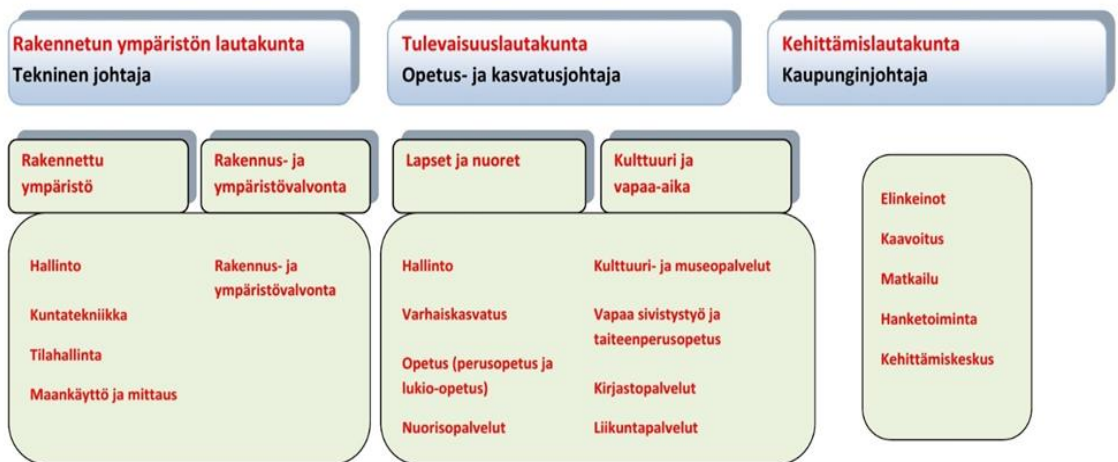 Rakennetun ympäristön lautakunta
Tekninen johtaja
Tulevaisuuslautakunta
Opetus- ja kasvatusjohtaja
Kehittämislautakunta
Kaupunginjohtaja
Rakennettu
ympäristö
Rakennus- ja
ympäristövalvonta
Lapset ja nuoret
Kulttuuri ja
vapaa-aika
Hallinto
Kuntatekniikka
Tilahallinta
Maankäyttö ja mittaus
Rakennus- ja
ympäristövalvonta
Hallinto
Varhaiskasvatus
Opetus (perusopetus ja
lukio-opetus)
Nuorisopalvelut
Kulttuuri- ja museopalvelut
Vapaa sivistystyö ja
taiteenperusopetus
Kirjastopalvelut
Liikuntapalvelut
Elinkeinot
Kaavoitus
Matkailu
Hanketoiminta
Kehittämiskeskus